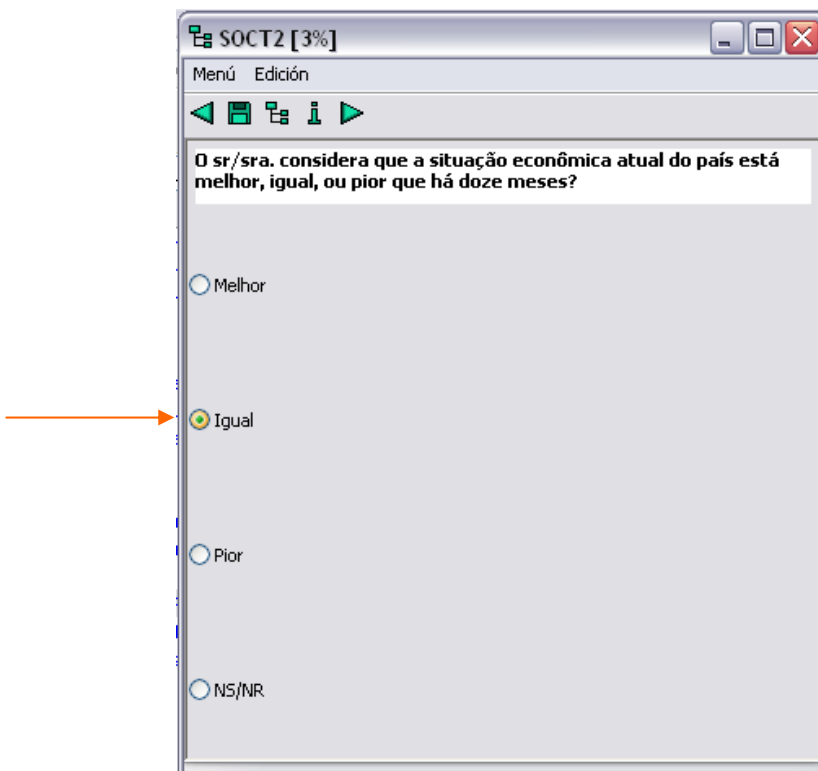 SOCT2 [3%]
Menú Edición
O sr/sra. considera que a situação econômica atual do país está
melhor, igual, ou pior que há doze meses?
Melhor
Igual
Pior
NS/NR